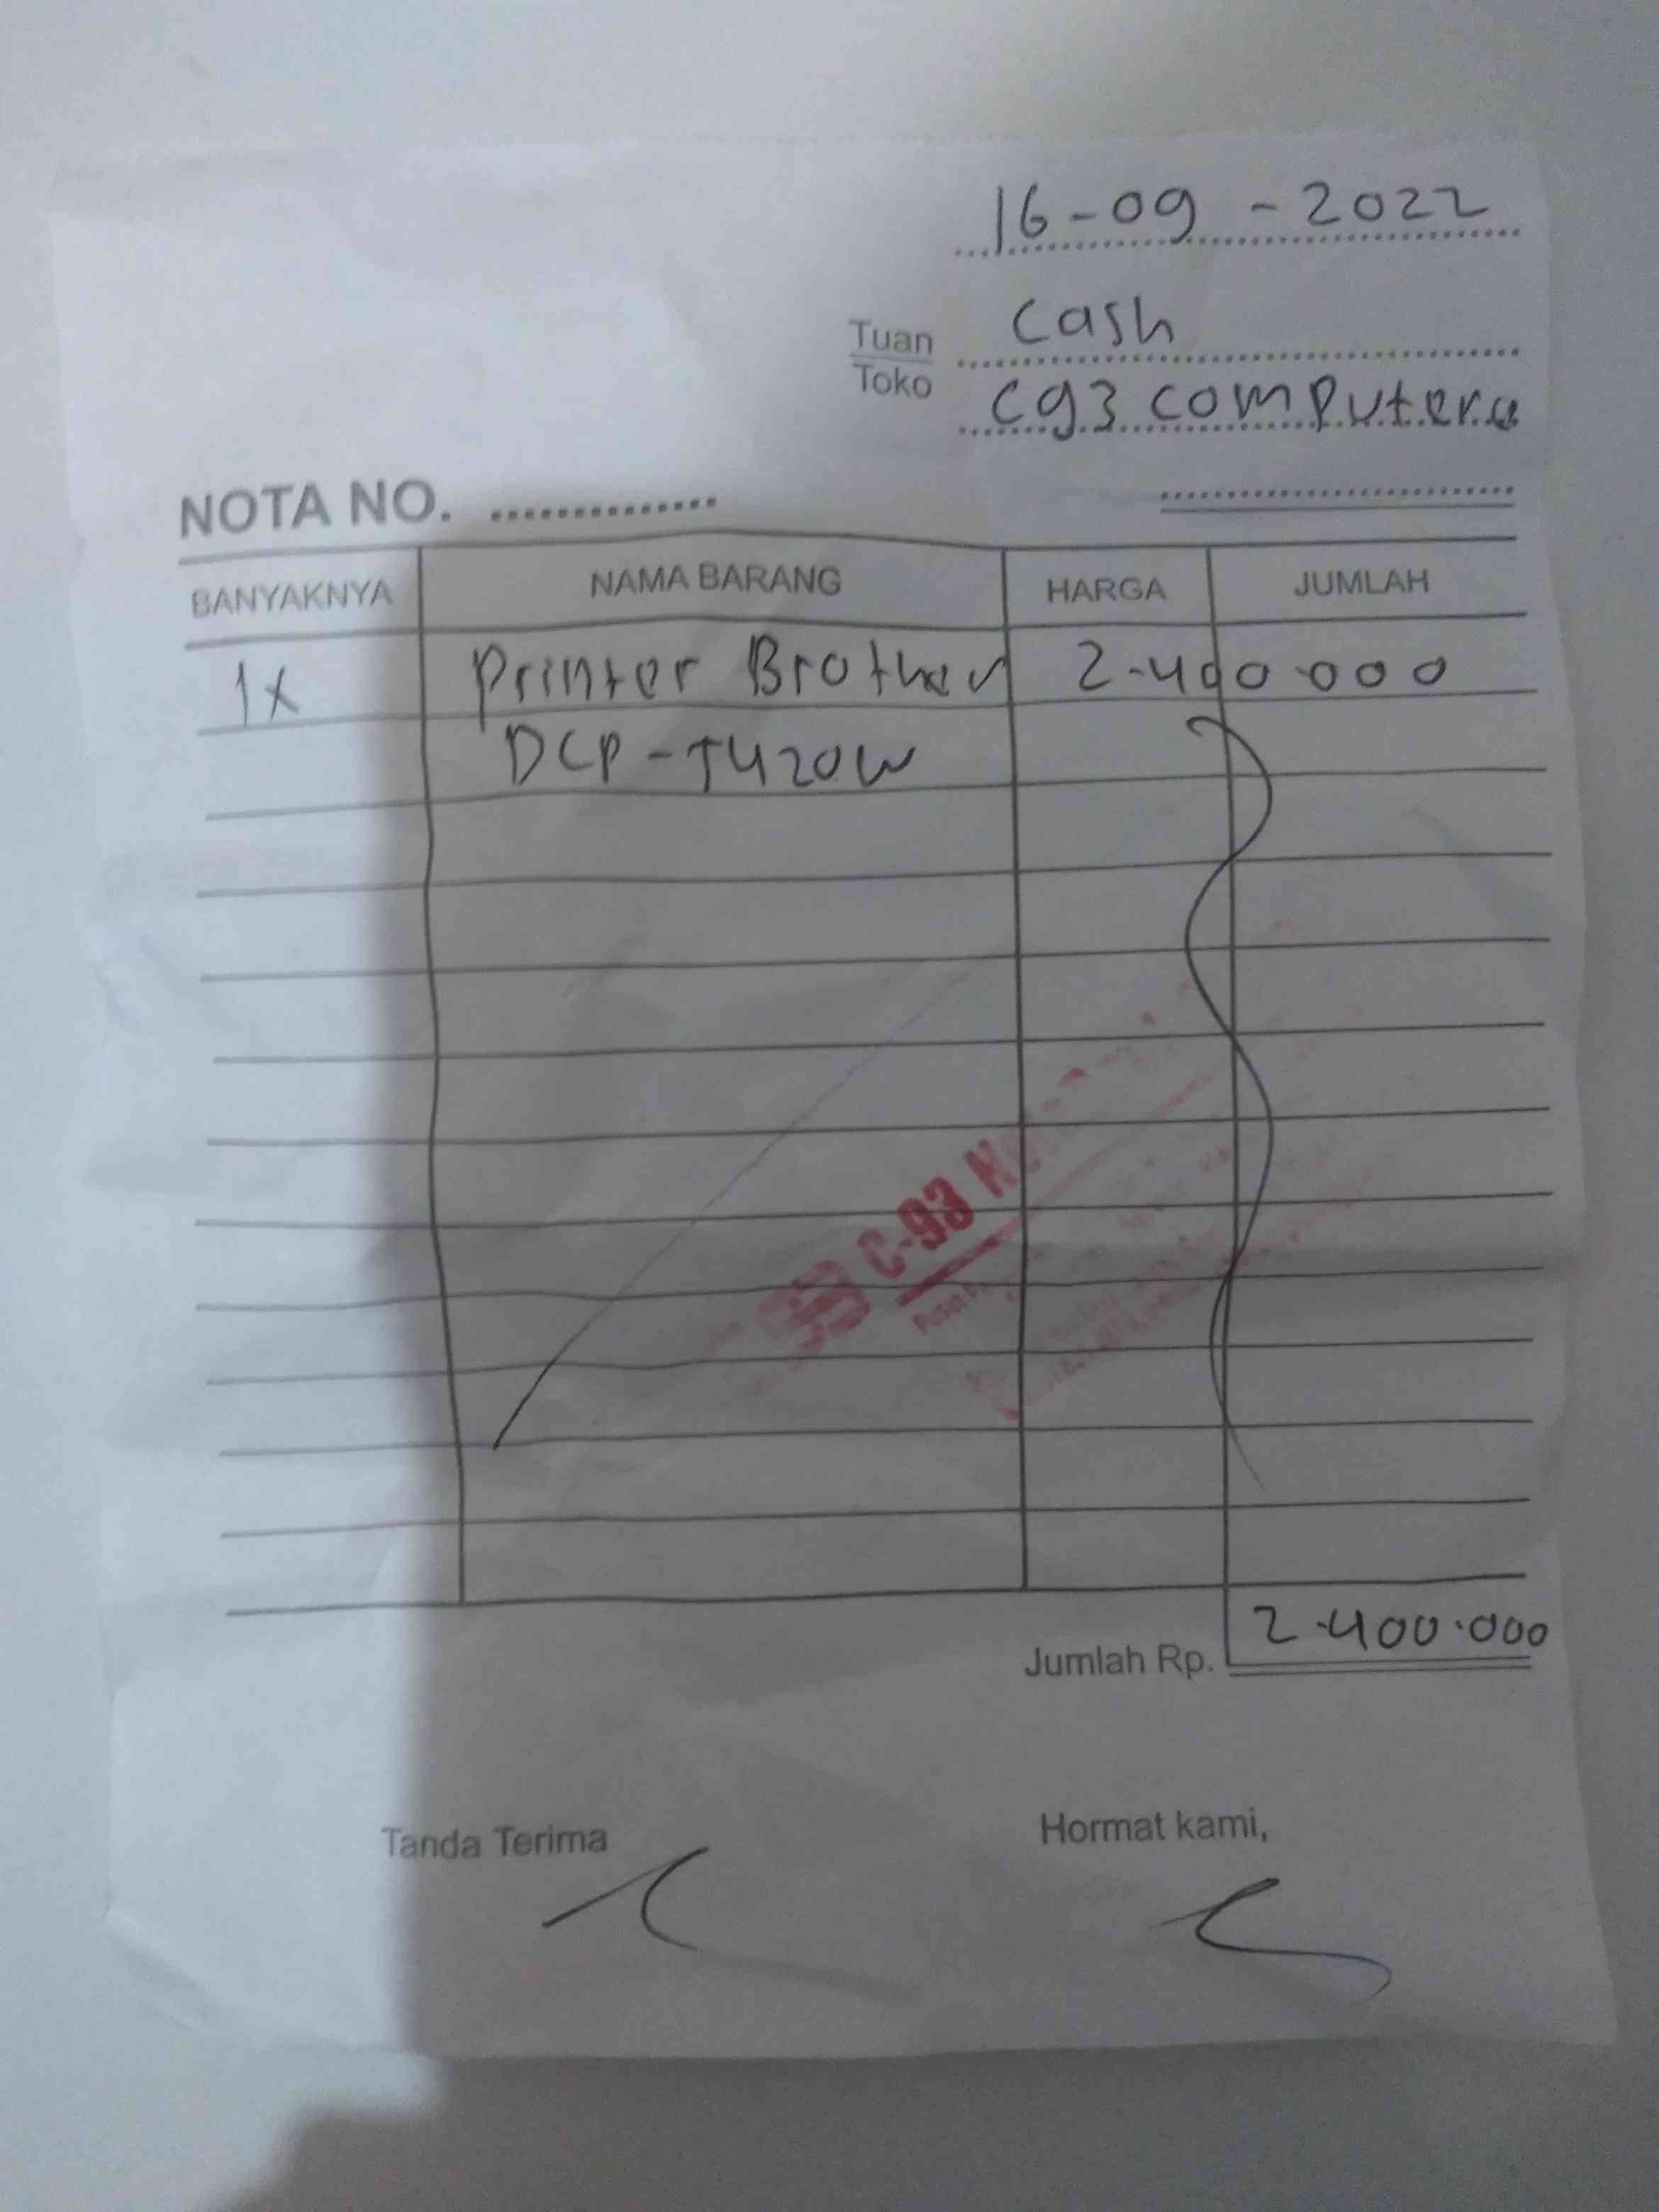 16-09-2022
Tuan cash
Toko cg3 computer
NOTA NO. ..............
BANYAKNYA NAMA BARANG HARGA JUMLAH
1x Printer Brother 2.400.000
DCP-T420W
C-93
Jumlah Rp. 2.400.000
Tanda Terima Hormat kami,